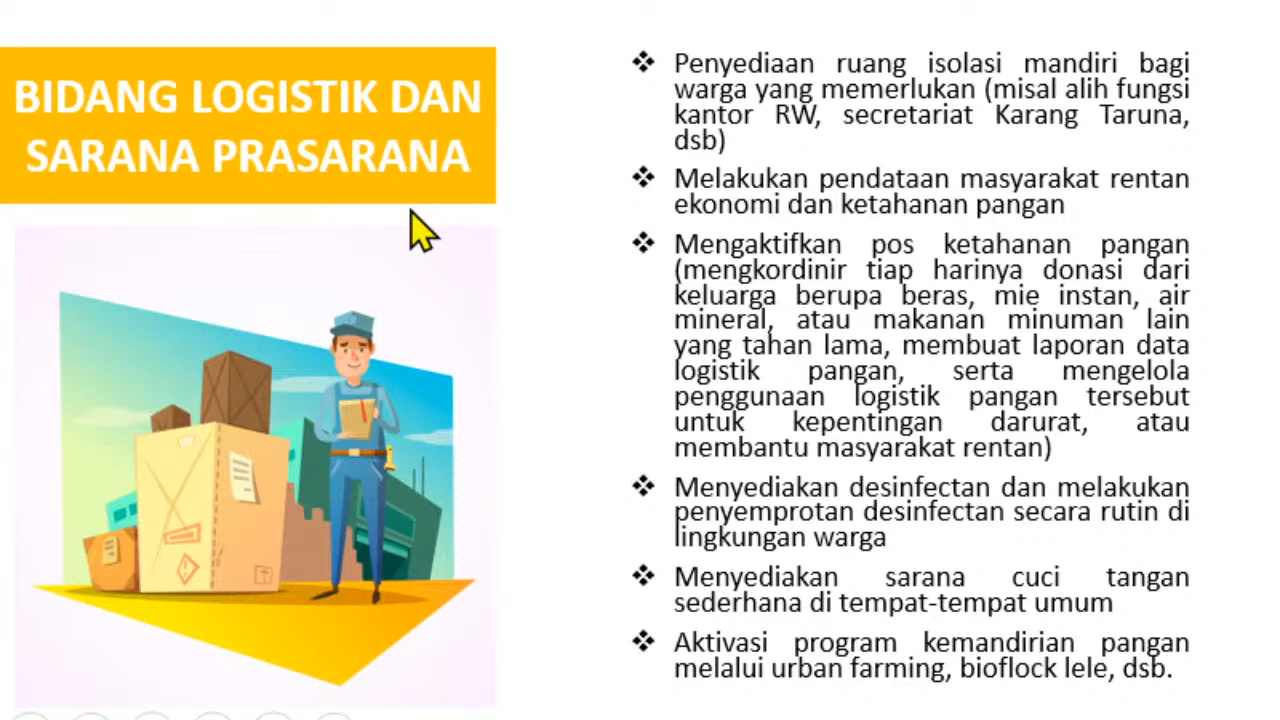 BIDANG LOGISTIK DAN
SARANA PRASARANA
❖ Penyediaan ruang isolasi mandiri bagi
warga yang memerlukan (misal alih fungsi
kantor RW, secretariat Karang Taruna,
dsb)
❖ Melakukan pendataan masyarakat rentan
ekonomi dan ketahanan pangan
❖ Mengaktifkan pos ketahanan pangan
(mengkordinir tiap harinya donasi dari
keluarga berupa beras, mie instan, air
mineral, atau makanan minuman lain
yang tahan lama, membuat laporan data
logistik pangan, serta mengelola
penggunaan logistik pangan tersebut
untuk kepentingan darurat, atau
membantu masyarakat rentan)
❖ Menyediakan desinfectan dan melakukan
penyemprotan desinfectan secara rutin di
lingkungan warga
❖ Menyediakan sarana cuci tangan
sederhana di tempat-tempat umum
❖ Aktivasi program kemandirian pangan
melalui urban farming, bioflock lele, dsb.